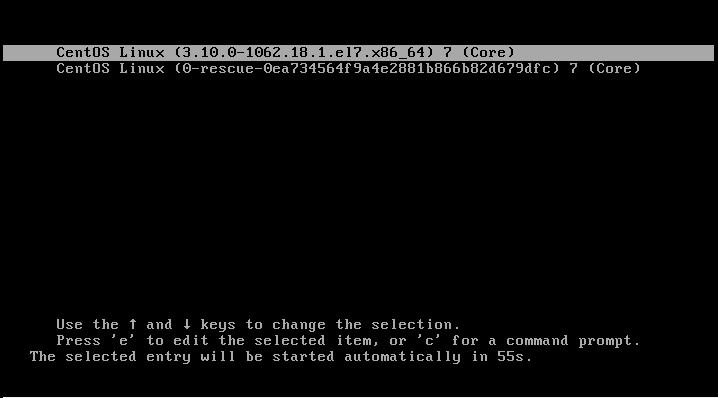 CentOS Linux (3.10.0-1062.18.1.el7.x86_64) 7 (Core)
CentOS Linux (0-rescue-0ea734564f9a4e2881b866b82d679dfc) 7 (Core)
Use the ↑ and ↓ keys to change the selection.
Press 'e' to edit the selected item, or 'c' for a command prompt.
The selected entry will be started automatically in 55s.